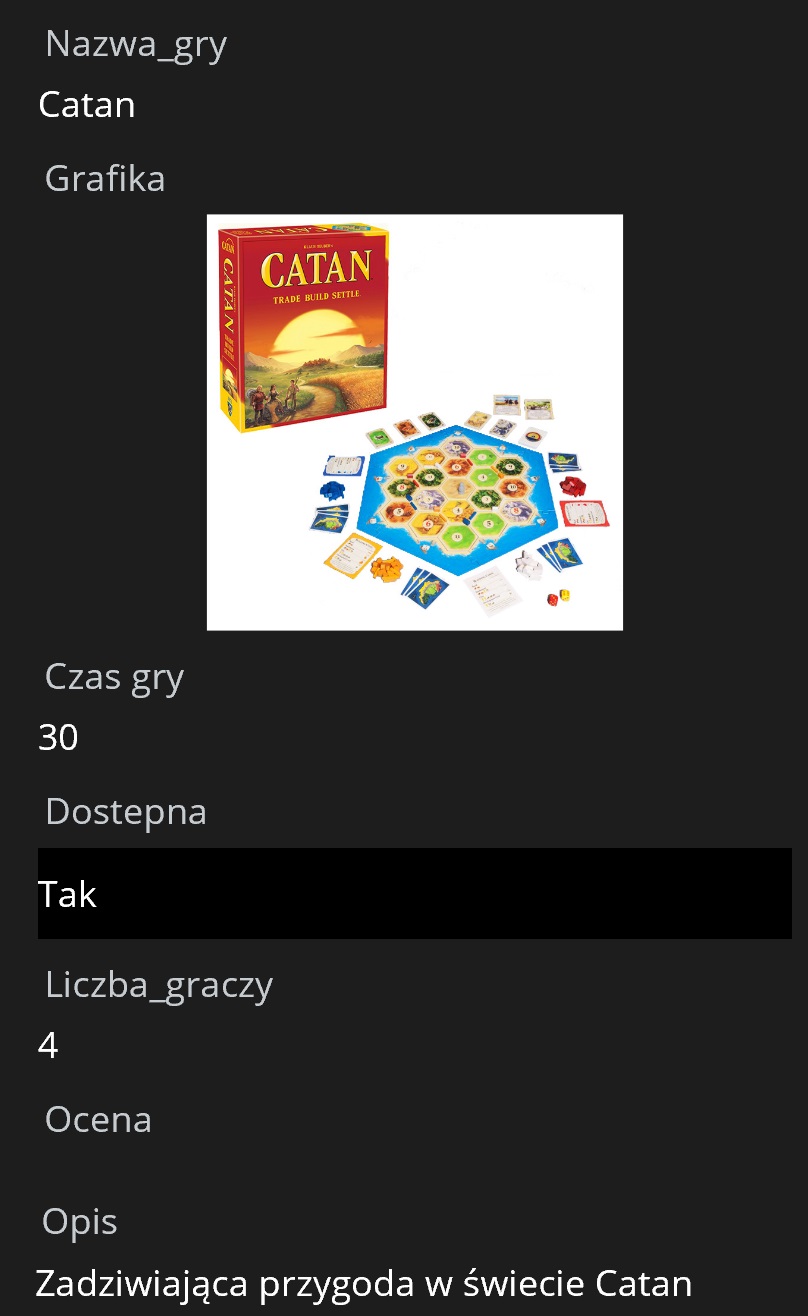 Nazwa_gry
Catan
Grafika
CATAN
TRADE BUILD SETTLE
CATAN
Czas gry
30
Dostepna
Tak
Liczba_graczy
4
Ocena
Opis
Zadziwiająca przygoda w świecie Catan